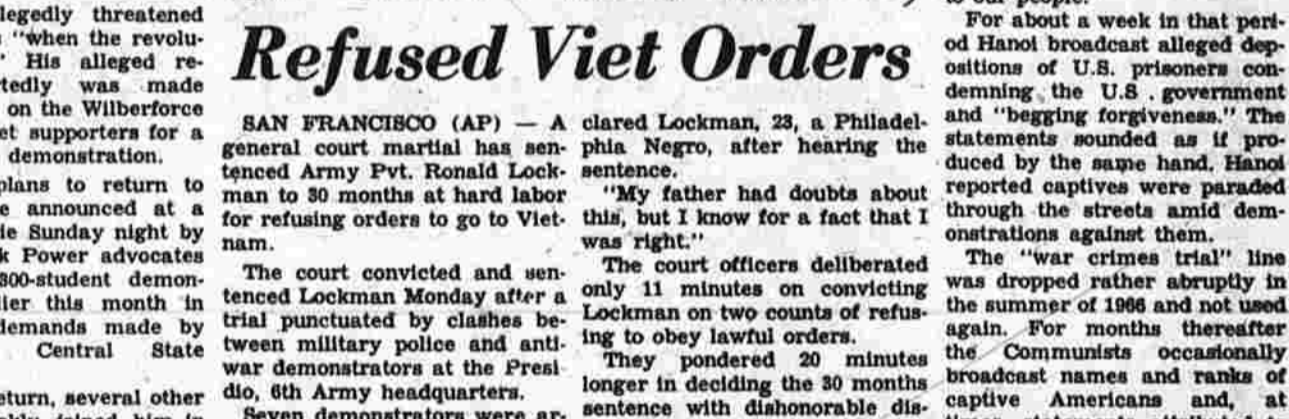 legedly threatened
"when the revolu-
His alleged re-
tedly was made
on the Wilberforce
et supporters for a
demonstration.
plans to return to
e announced at a
ie Sunday night by
k Power advocates
300-student demon-
lier this month in
demands made by
Central State
eturn, several other
Refused Viet Orders
SAN FRANCISCO (AP) — A
general court martial has sen-
tenced Army Pvt. Ronald Lock-
man to 30 months at hard labor
for refusing orders to go to Viet-
nam.
The court convicted and sen-
tenced Lockman Monday after a
trial punctuated by clashes be-
tween military police and anti-
war demonstrators at the Presi-
dio, 6th Army headquarters.
Seven demonstrators were ar-
clared Lockman, 23, a Philadel-
phia Negro, after hearing the
sentence.
"My father had doubts about
this, but I know for a fact that I
was right."
The court officers deliberated
only 11 minutes on convicting
Lockman on two counts of refus-
ing to obey lawful orders.
They pondered 20 minutes
longer in deciding the 30 months
sentence with dishonorable dis-
For about a week in that peri-
od Hanoi broadcast alleged dep-
ositions of U.S. prisoners con-
demning the U.S. government
and "begging forgiveness." The
statements sounded as if pro-
duced by the same hand. Hanoi
reported captives were paraded
through the streets amid dem-
onstrations against them.
The "war crimes trial" line
was dropped rather abruptly in
the summer of 1966 and not used
again. For months thereafter
the Communists occasionally
broadcast names and ranks of
captive Americans and, at